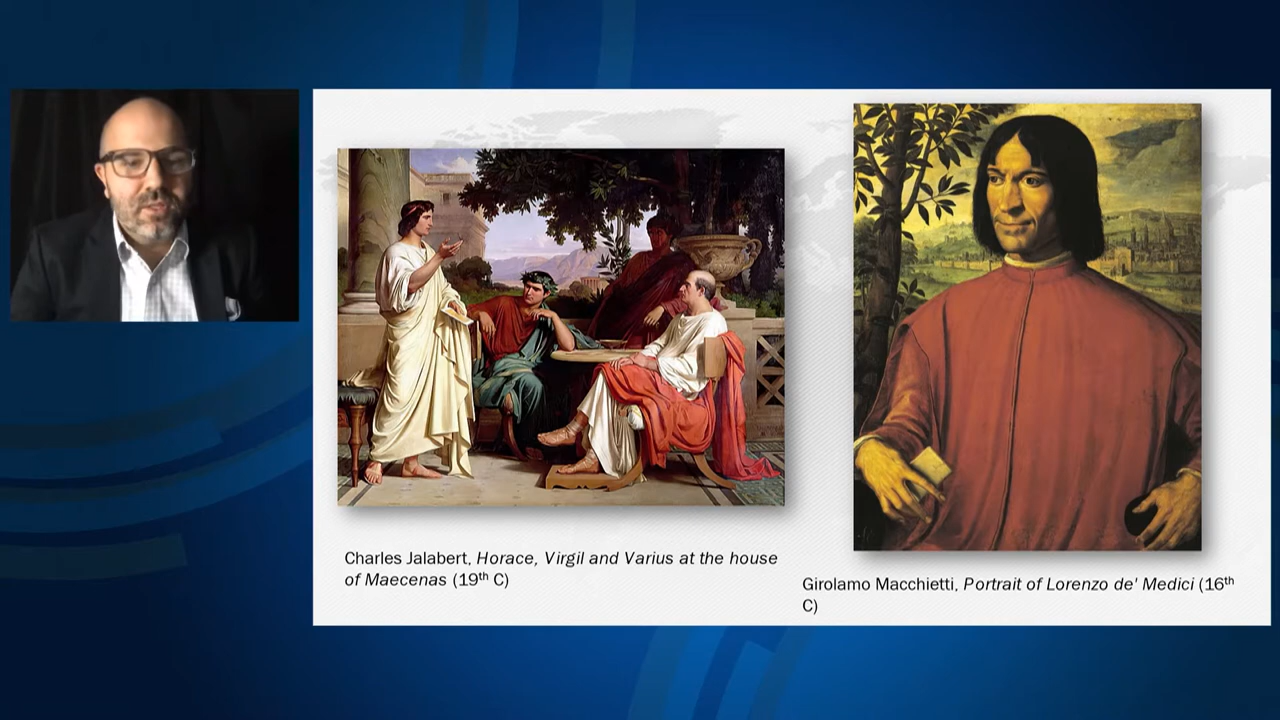 Charles Jalabert, Horace, Virgil and Varius at the house
of Maecenas (19th C)
Girolamo Macchietti, Portrait of Lorenzo de' Medici (16th
C)